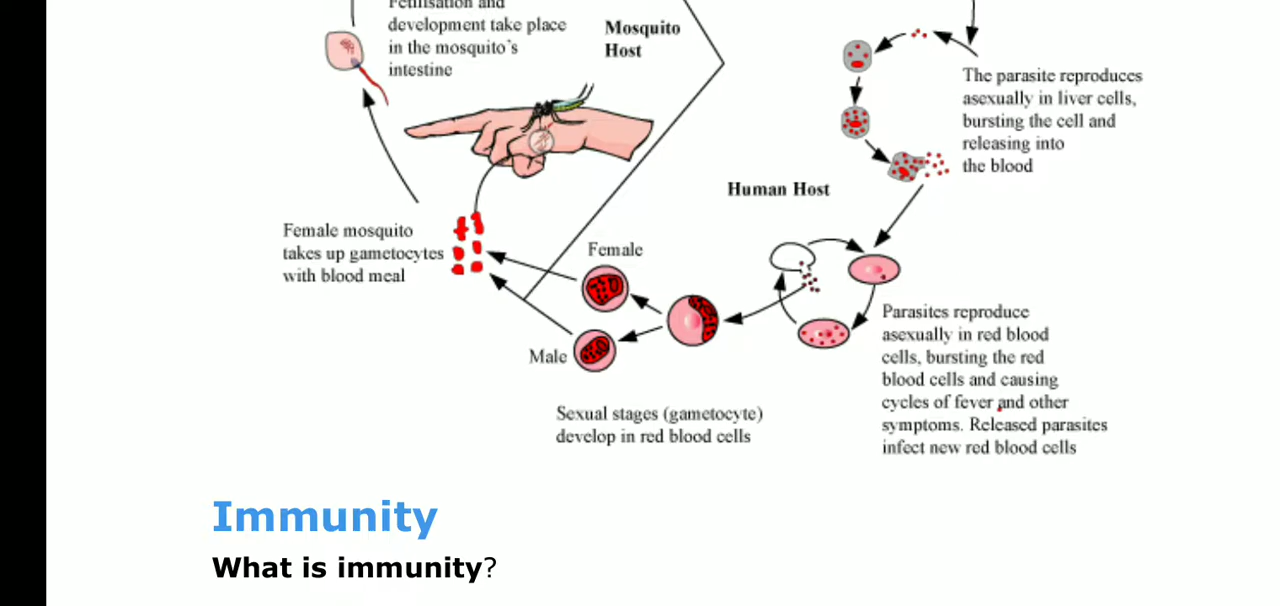 Fetilisation and
development take place
in the mosquito's
intestine
Mosquito
Host
The parasite reproduces
asexually in liver cells,
bursting the cell and
releasing into
the blood
Human Host
Female mosquito
takes up gametocytes
with blood meal
Female
Male
Parasites reproduce
asexually in red blood
cells, bursting the red
blood cells and causing
cycles of fever and other
symptoms. Released parasites
infect new red blood cells
Sexual stages (gametocyte)
develop in red blood cells
Immunity
What is immunity?